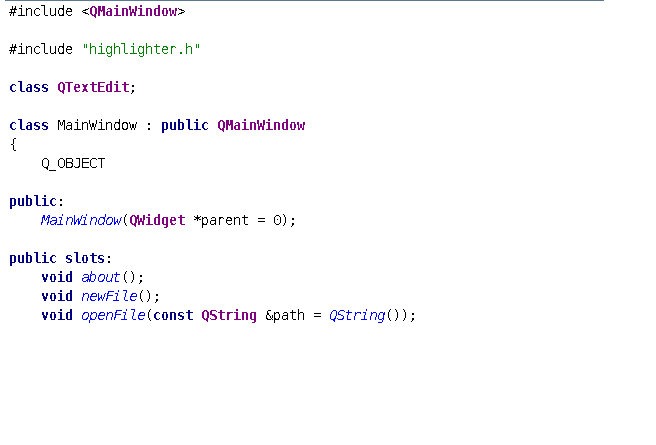 #include <QMainWindow>
#include "highlighter.h"
class QTextEdit;
class MainWindow : public QMainWindow
{
    Q_OBJECT
public:
    MainWindow(QWidget *parent = 0);
public slots:
    void about();
    void newFile();
    void openFile(const QString &path = QString());